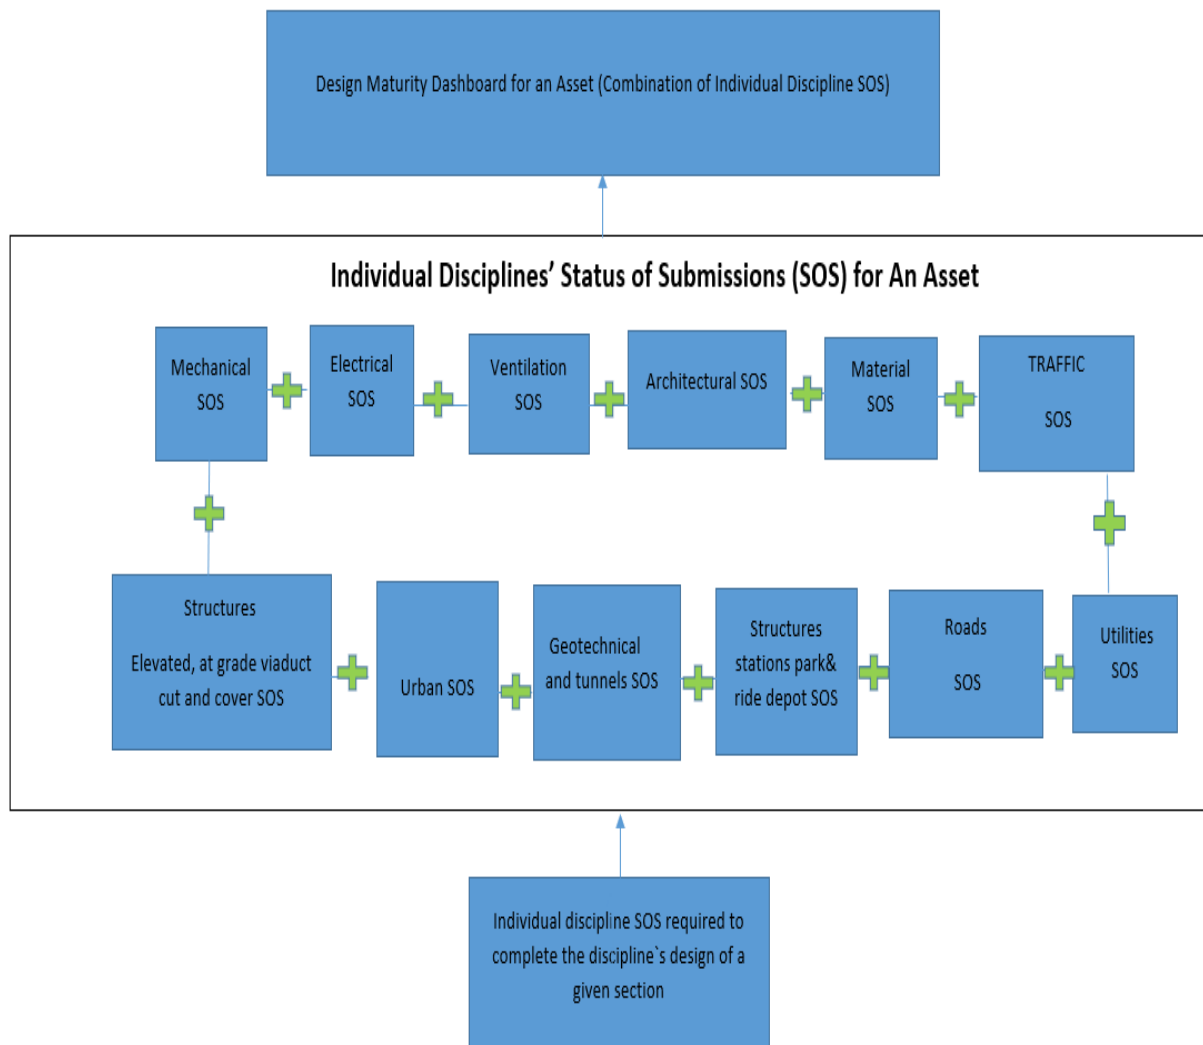 Design Maturity Dashboard for an Asset (Combination of Individual Discipline SOS)
Individual Disciplines’ Status of Submissions (SOS) for An Asset
Mechanical
SOS
Electrical
SOS
Ventilation
SOS
Architectural SOS
Material
SOS
TRAFFIC
SOS
Structures
Elevated, at grade viaduct
cut and cover SOS
Urban SOS
Geotechnical
and tunnels SOS
Structures
stations park&
ride depot SOS
Roads
SOS
Utilities
SOS
Individual discipline SOS required to
complete the discipline`s design of a
given section